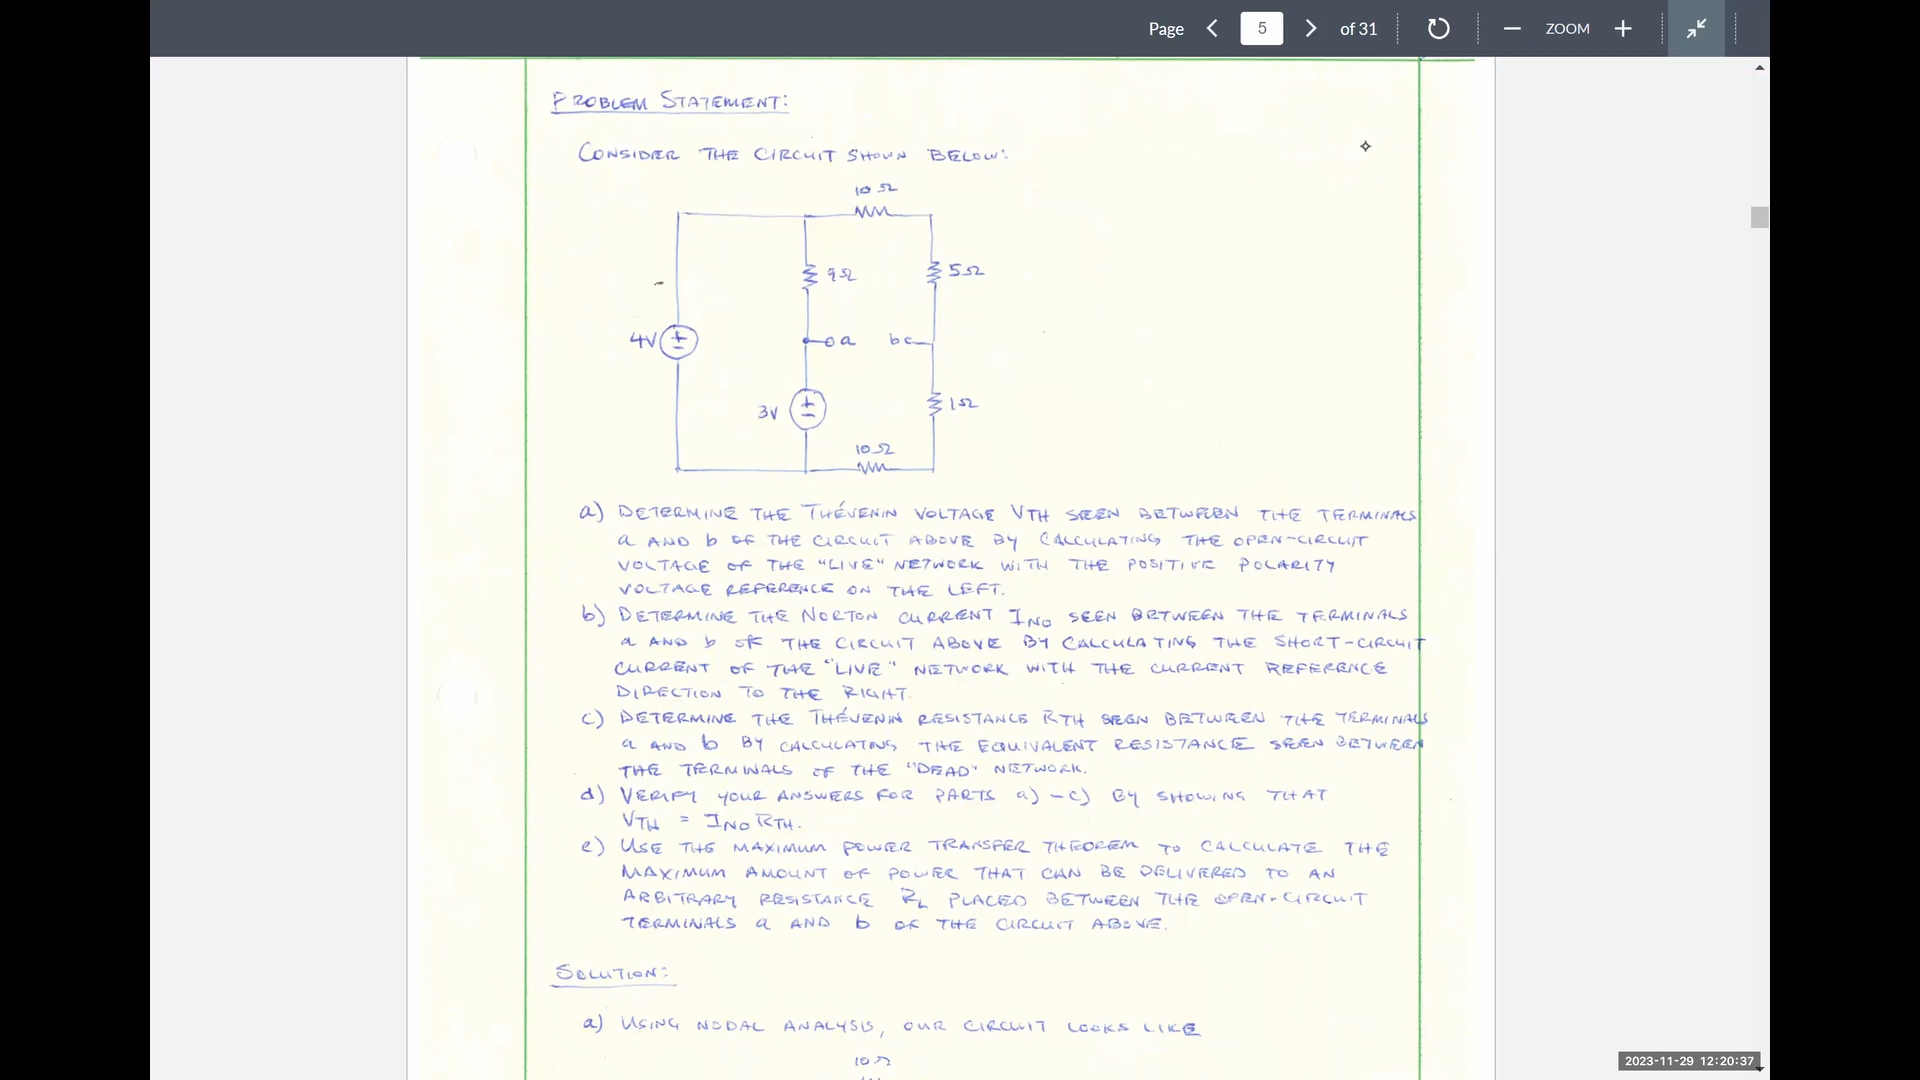 Page 5 of 31 ZOOM
PROBLEM STATEMENT:
CONSIDER THE CIRCUIT SHOWN BELOW:
10Ω
9Ω
5Ω
4V
a
b
3V
1Ω
10Ω
a) DETERMINE THE THÉVENIN VOLTAGE VTH SEEN BETWEEN THE TERMINALS
a AND b OF THE CIRCUIT ABOVE BY CALCULATING THE OPEN-CIRCUIT
VOLTAGE OF THE "LIVE" NETWORK WITH THE POSITIVE POLARITY
VOLTAGE REFERENCE ON THE LEFT.
b) DETERMINE THE NORTON CURRENT INO SEEN BETWEEN THE TERMINALS
a AND b OF THE CIRCUIT ABOVE BY CALCULATING THE SHORT-CIRCUIT
CURRENT OF THE "LIVE" NETWORK WITH THE CURRENT REFERENCE
DIRECTION TO THE RIGHT.
c) DETERMINE THE THÉVENIN RESISTANCE RTH SEEN BETWEEN THE TERMINALS
a AND b BY CALCULATING THE EQUIVALENT RESISTANCE SEEN BETWEEN
THE TERMINALS OF THE "DEAD" NETWORK.
d) VERIFY YOUR ANSWERS FOR PARTS a) - c) BY SHOWING THAT
VTH = INO RTH.
e) USE THE MAXIMUM POWER TRANSFER THEOREM TO CALCULATE THE
MAXIMUM AMOUNT OF POWER THAT CAN BE DELIVERED TO AN
ARBITRARY RESISTANCE RL PLACED BETWEEN THE OPEN-CIRCUIT
TERMINALS a AND b OF THE CIRCUIT ABOVE.
SOLUTION:
a) USING NODAL ANALYSIS, OUR CIRCUIT LOOKS LIKE
10Ω
2023-11-29 12:20:37